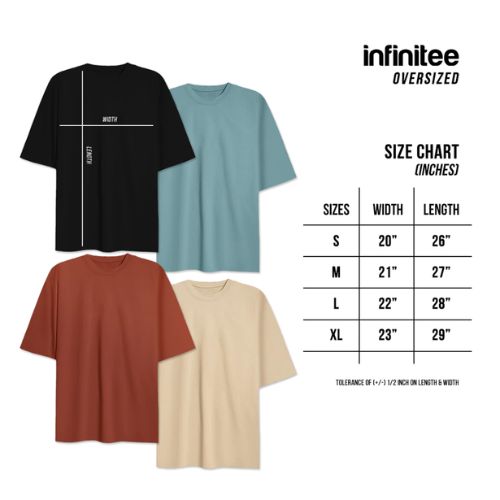 infinitee
OVERSIZED
WIDTH
LENGTH
SIZE CHART
(INCHES)
SIZES WIDTH LENGTH
S 20” 26”
M 21” 27”
L 22” 28”
XL 23” 29”
TOLERANCE OF (+/-) 1/2 INCH ON LENGTH & WIDTH